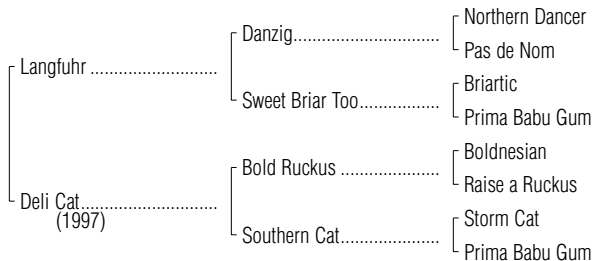 Northern Dancer
Danzig........................................
Pas de Nom
Langfuhr ...........................
Briartic
Sweet Briar Too.................
Prima Babu Gum
Boldnesian
Bold Ruckus .....................
Raise a Ruckus
Deli Cat.............................
(1997)
Storm Cat
Southern Cat.....................
Prima Babu Gum